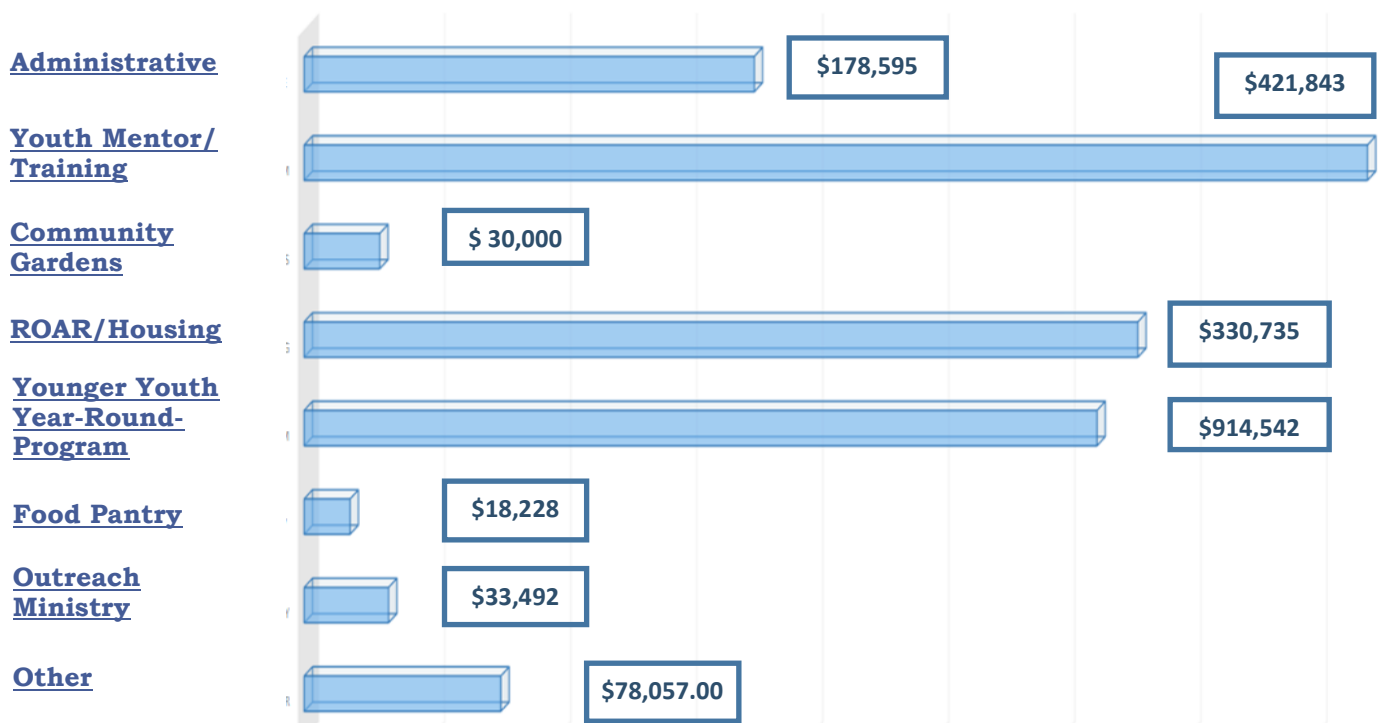 Administrative
$178,595
$421,843
Youth Mentor/
Training
Community
Gardens
$ 30,000
ROAR/Housing
$330,735
Younger Youth
Year-Round-
Program
$914,542
Food Pantry
$18,228
Outreach
Ministry
$33,492
Other
$78,057.00